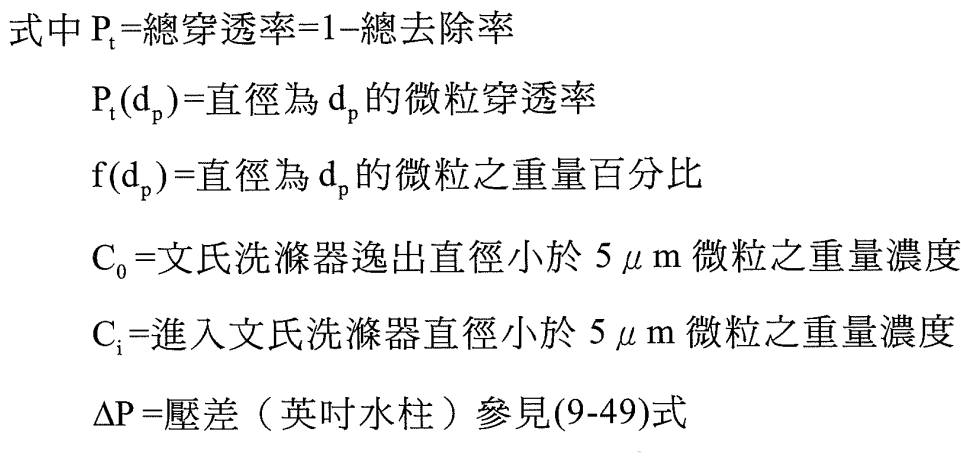 式中 Pₜ=總穿透率=1–總去除率
Pₜ(dₚ)=直徑為 dₚ的微粒穿透率
f(dₚ)=直徑為 dₚ的微粒之重量百分比
C₀=文氏洗滌器逸出直徑小於 5 μ m 微粒之重量濃度
Cᵢ=進入文氏洗滌器直徑小於 5 μ m 微粒之重量濃度
ΔP=壓差（英吋水柱）參見(9-49)式